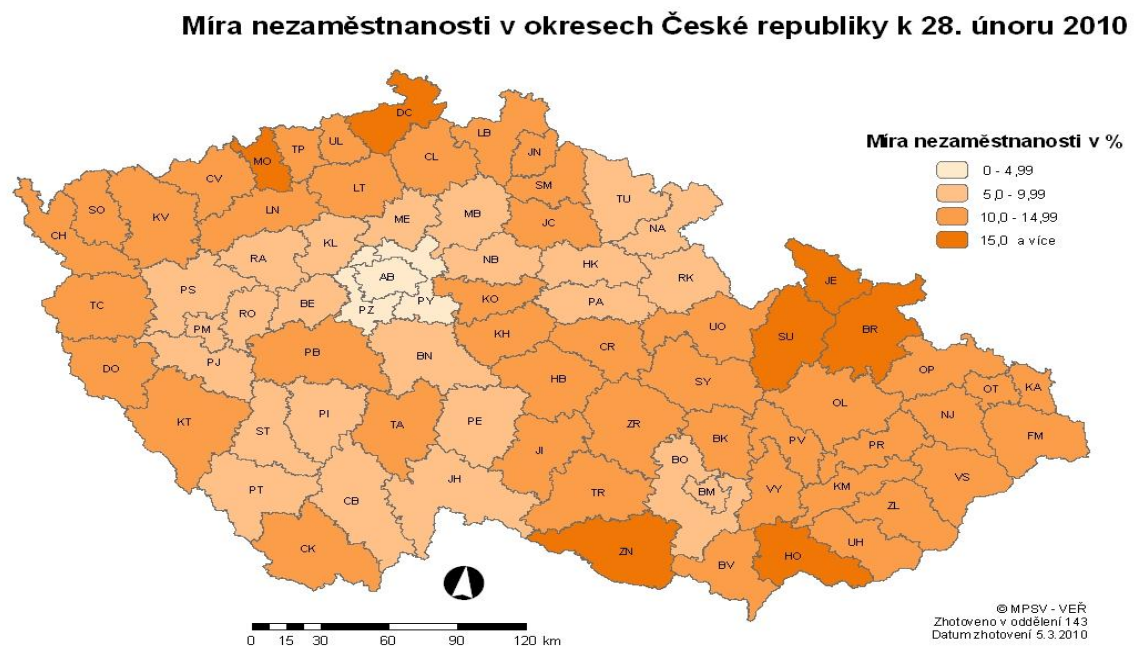 Míra nezaměstnanosti v okresech České republiky k 28. únoru 2010
Míra nezaměstnanosti v %
0 - 4,99
5,0 - 9,99
10,0 - 14,99
15,0 a více
DC
LB
UL
TP
MO
CL
JN
CV
LT
SM
TU
SO
KV
LN
ME
MB
JC
NA
CH
KL
RA
NB
HK
AB
RK
JE
PS
TC
BE
RO
PZ
PY
KO
PA
PM
UO
SU
BR
KH
CR
PB
BN
PJ
DO
OP
HB
SY
OT
KA
OL
PI
KT
ST
TA
PE
ZR
NJ
BK
PV
PR
FM
JI
BO
JH
VS
PT
CB
TR
BM
VY
KM
ZL
UH
CK
ZN
HO
BV
0 15 30 60 90 120 km
© MPSV - VEŘ
Zhotoveno v oddělení 143
Datum zhotovení 5.3.2010